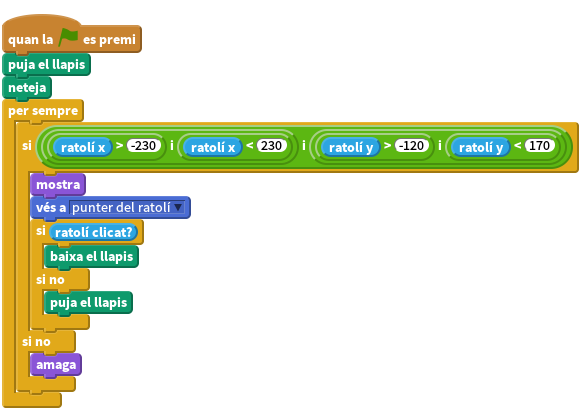 quan la es premi
puja el llapis
neteja
per sempre
si ratolí x > -230 i ratolí x < 230 i ratolí y > -120 i ratolí y < 170
mostra
vés a punter del ratolí
si ratolí clicat?
baixa el llapis
si no
puja el llapis
si no
amaga